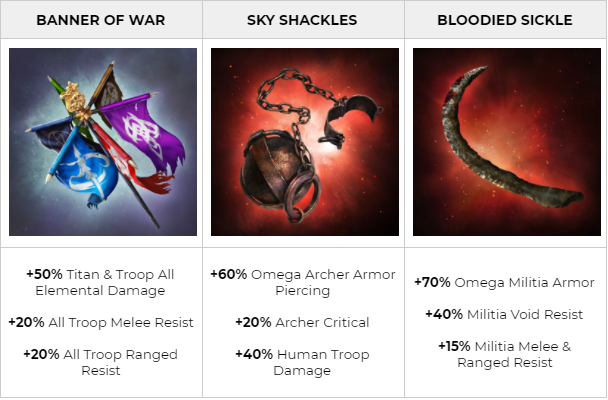 BANNER OF WAR
SKY SHACKLES
BLOODIED SICKLE
+50% Titan & Troop All
Elemental Damage
+20% All Troop Melee Resist
+20% All Troop Ranged
Resist
+60% Omega Archer Armor
Piercing
+20% Archer Critical
+40% Human Troop
Damage
+70% Omega Militia Armor
+40% Militia Void Resist
+15% Militia Melee &
Ranged Resist